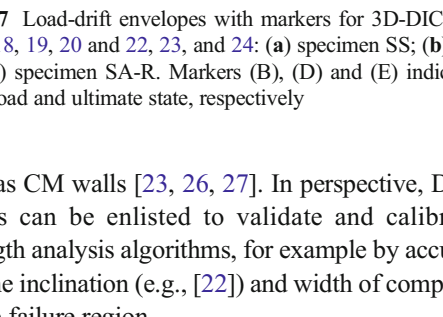 7 Load-drift envelopes with markers for 3D-DIC
18, 19, 20 and 22, 23, and 24: (a) specimen SS; (b)
) specimen SA-R. Markers (B), (D) and (E) indic
oad and ultimate state, respectively
as CM walls [23, 26, 27]. In perspective, D
s can be enlisted to validate and calibr
gth analysis algorithms, for example by accu
ne inclination (e.g., [22]) and width of comp
failure region